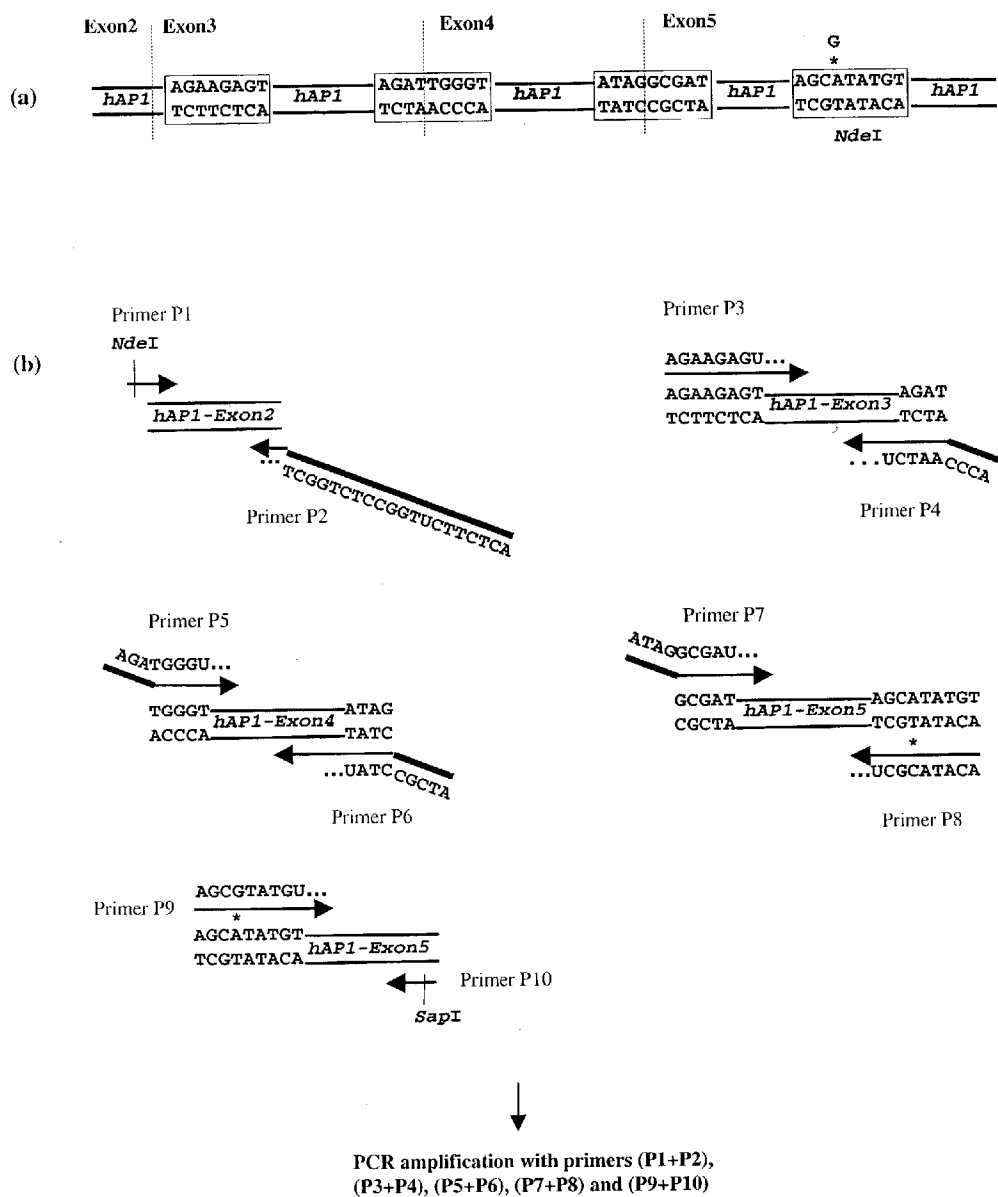 Exon2 Exon3 Exon4 Exon5
G
*
(a)
hAP1 AGAAGAGT hAP1 AGATTGGGT hAP1 ATAGGCGAT hAP1 AGCATATGT hAP1
TCTTCTCA TCTAACCCA TATCCGCTA TCGTATACA
NdeI
(b)
Primer P1
NdeI
hAP1-Exon2
...TCGGTCTCCGGTUCTTCTCA
Primer P2
Primer P3
AGAAGAGU...
AGAAGAGT hAP1-Exon3 AGAT
TCTTCTCA TCTA
...UCTAACCCA
Primer P4
Primer P5
AGATGGGU...
TGGGT hAP1-Exon4 ATAG
ACCCA TATC
...UATCCGCTA
Primer P6
Primer P7
ATAGGCGAU...
GCGAT hAP1-Exon5 AGCATATGT
CGCTA TCGTATACA
*
...UCGCATACA
Primer P8
Primer P9
AGCGTATGU...
*
AGCATATGT hAP1-Exon5
TCGTATACA
Primer P10
SapI
PCR amplification with primers (P1+P2),
(P3+P4), (P5+P6), (P7+P8) and (P9+P10)